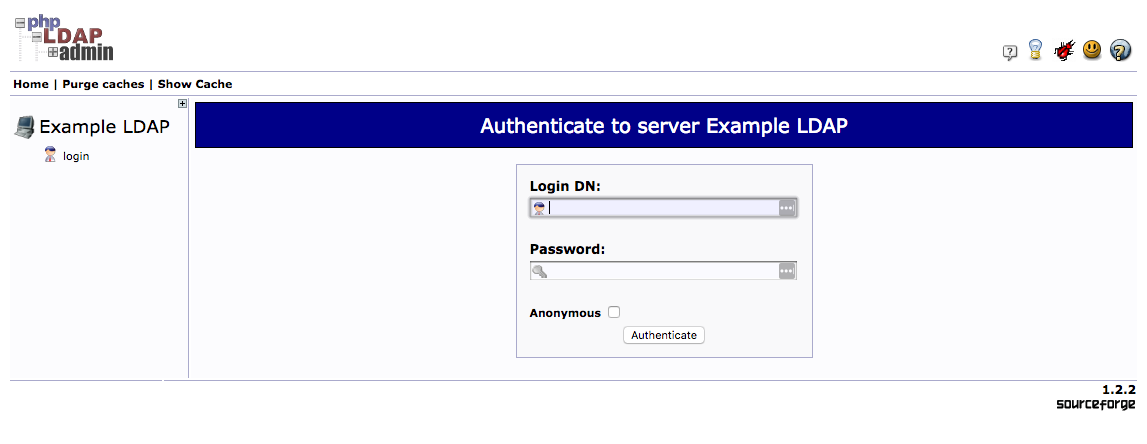 php
LDAP
admin
Home | Purge caches | Show Cache
Example LDAP
login
Authenticate to server Example LDAP
Login DN:
Password:
Anonymous
Authenticate
1.2.2
sourceforge